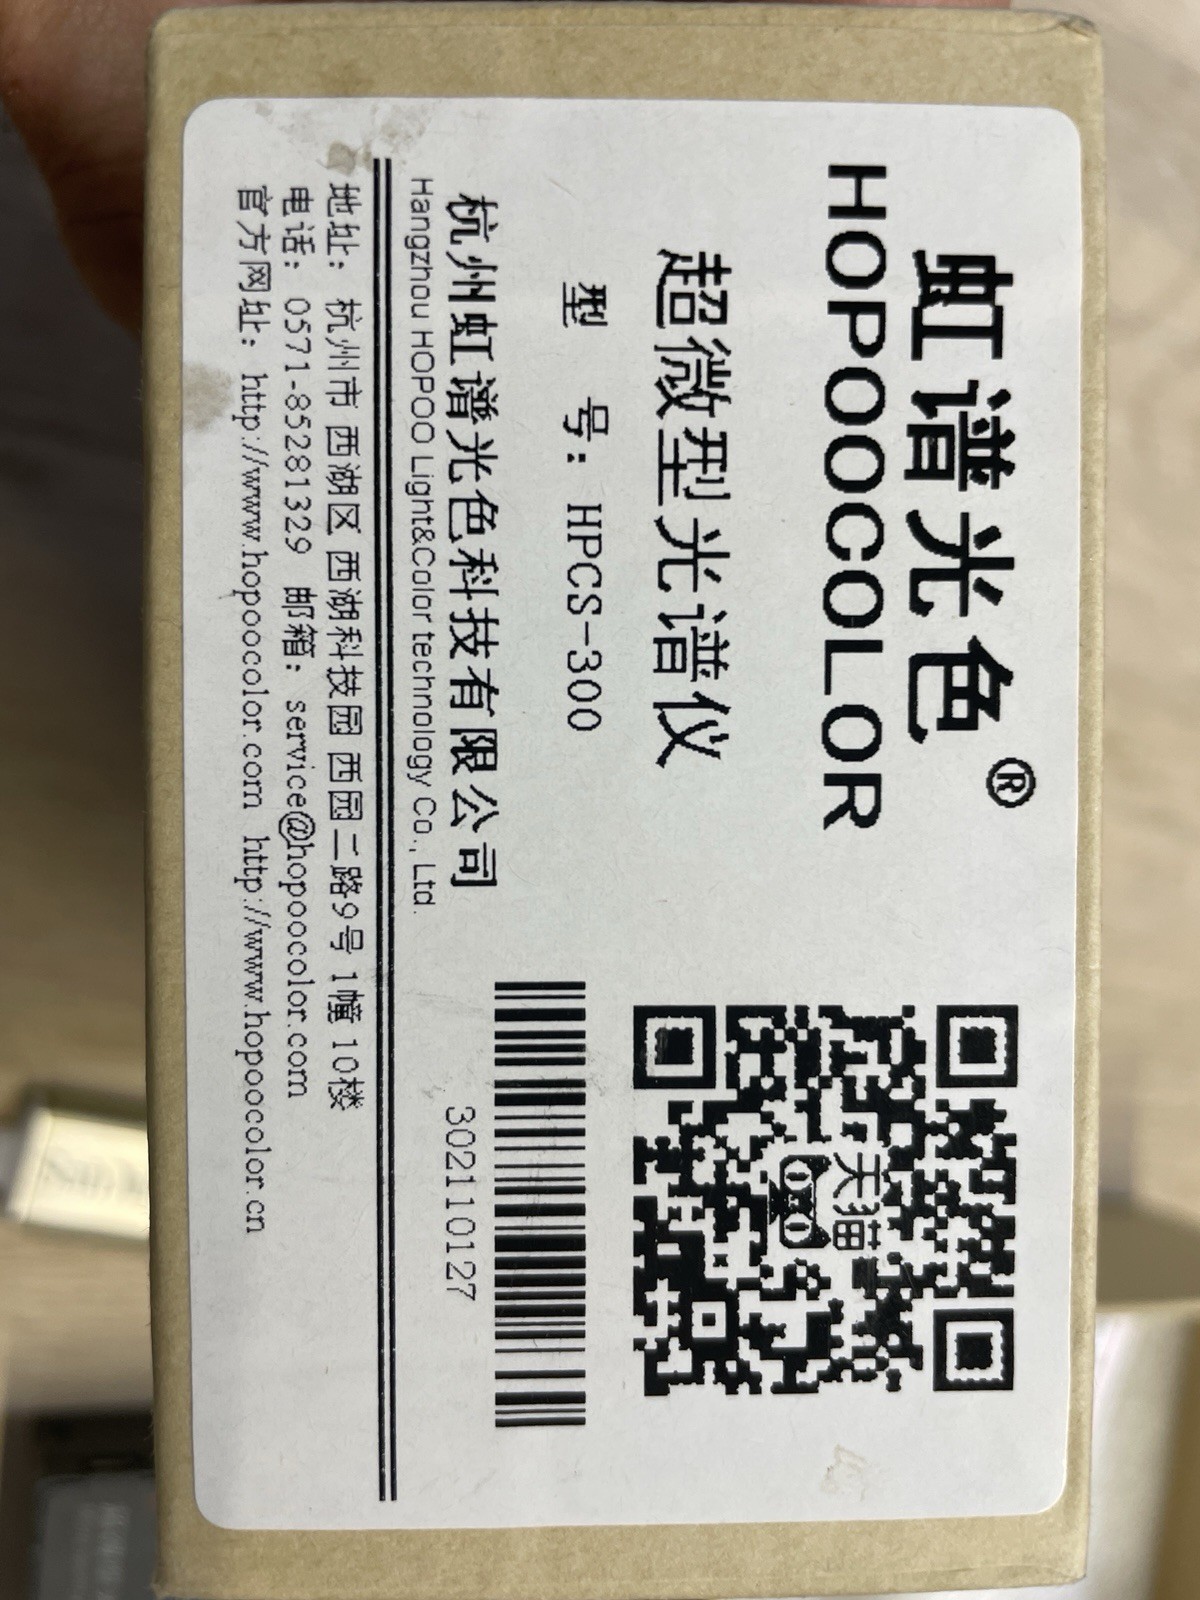 虹谱光色®
HOPOOCOLOR
超微型光谱仪
型 号：HPCS-300
杭州虹谱光色科技有限公司
Hangzhou HOPOO Light&Color technology Co., Ltd.
天猫
3021101​27
地址：杭州市 西湖区 西湖科技园 西园二路9号 1幢 10楼
电话：0571-85281329 邮箱：service@hopoocolor.com
官方网址：http://www.hopoocolor.com http://www.hopoocolor.cn